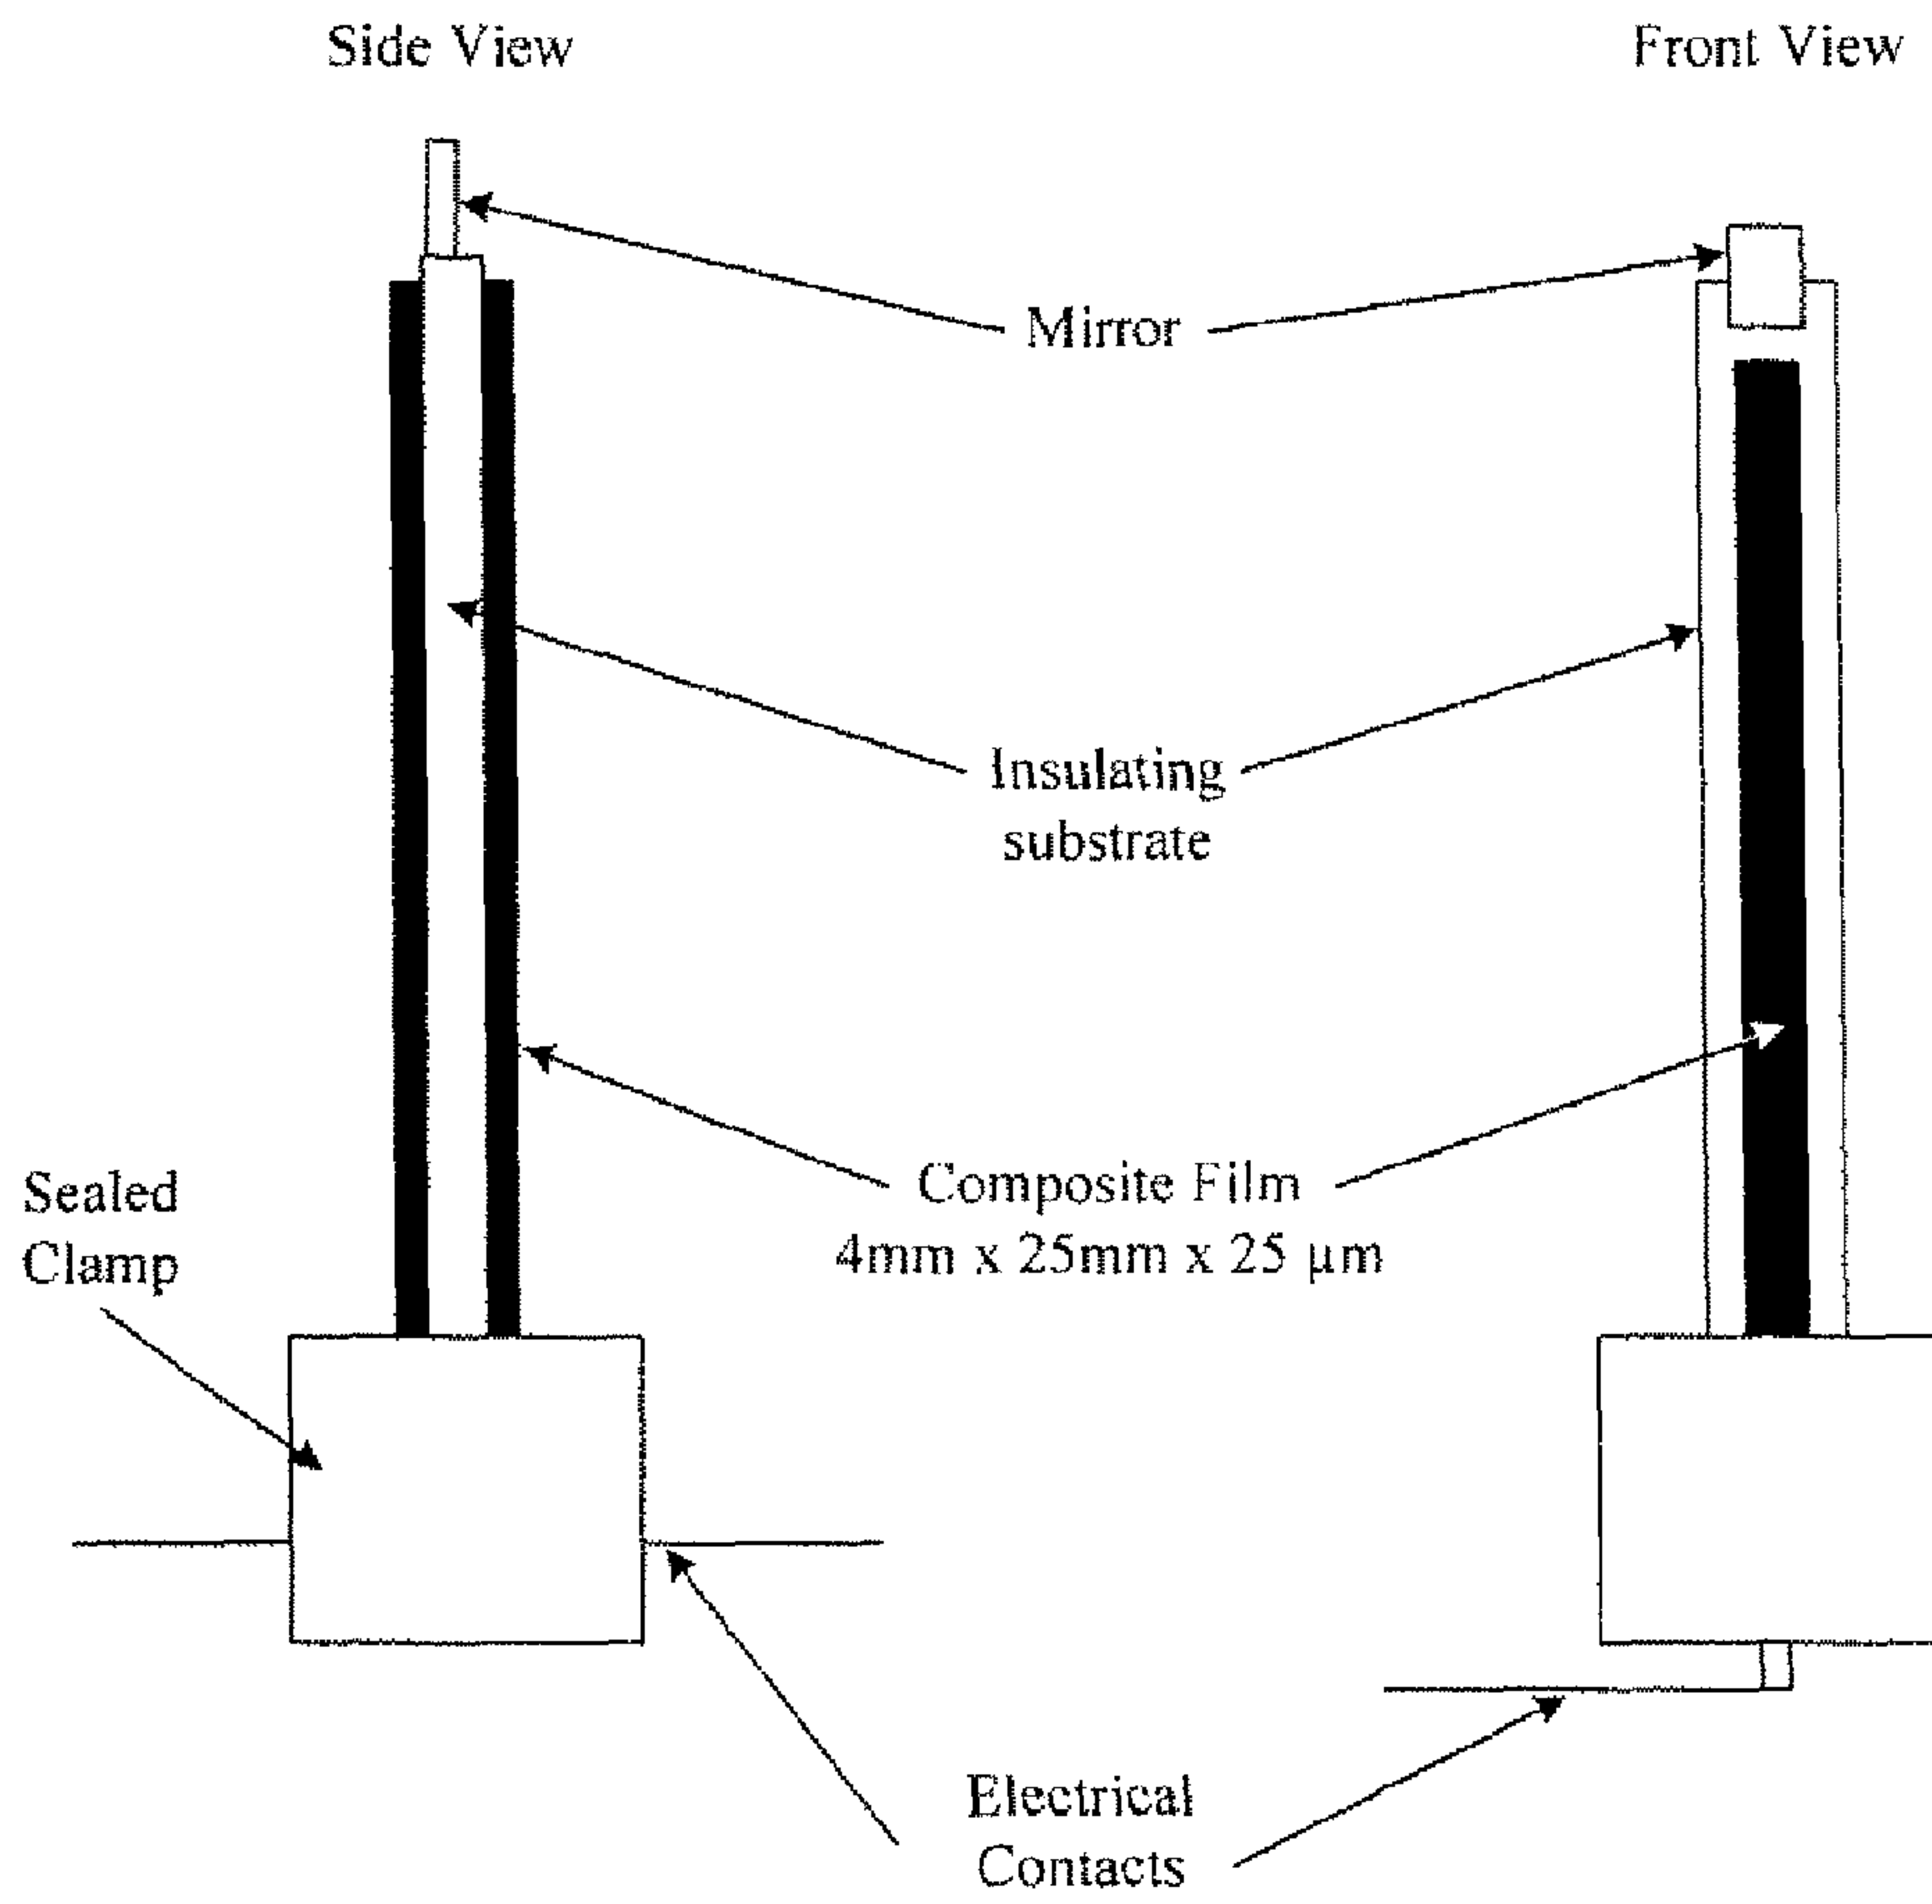 Side View
Front View
Mirror
Insulating
substrate
Composite Film
4mm x 25mm x 25 μm
Sealed
Clamp
Electrical
Contacts